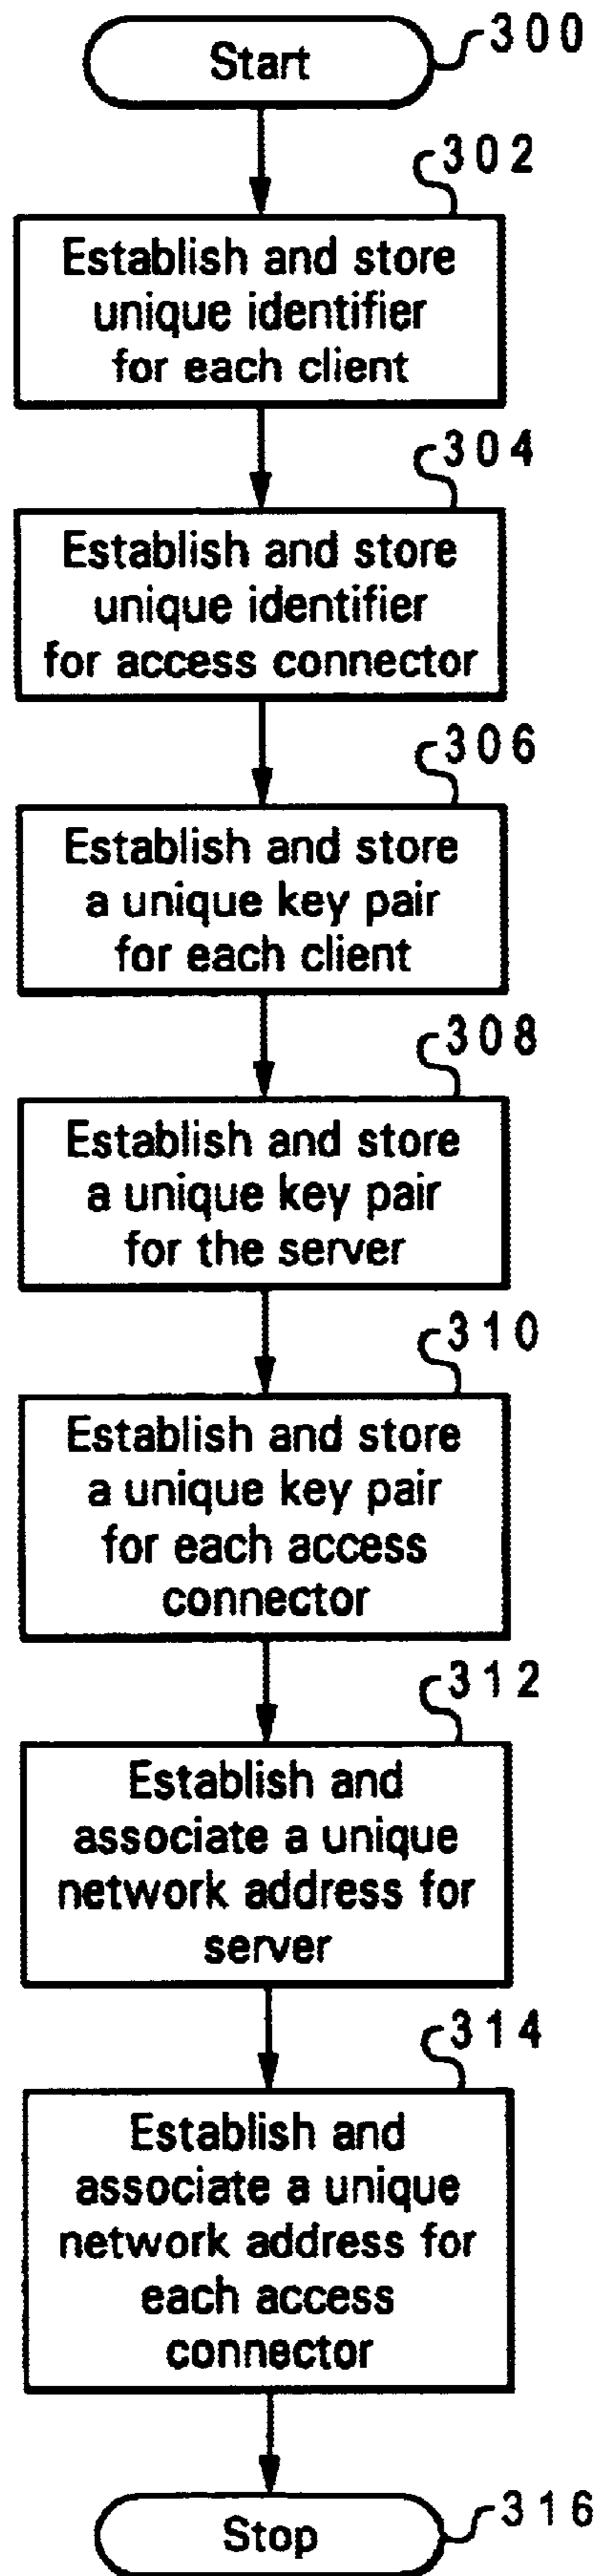 300
Start
302
Establish and store
unique identifier
for each client
304
Establish and store
unique identifier
for access connector
306
Establish and store
a unique key pair
for each client
308
Establish and store
a unique key pair
for the server
310
Establish and store
a unique key pair
for each access
connector
312
Establish and
associate a unique
network address for
server
314
Establish and
associate a unique
network address for
each access
connector
316
Stop